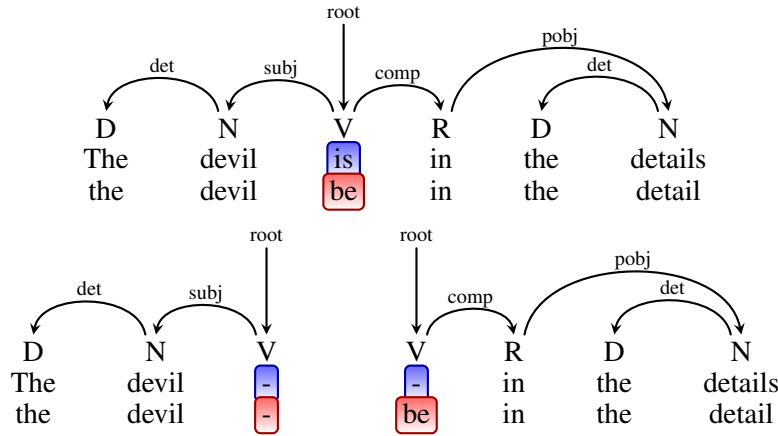 root
pobj
det subj comp det
D N V R D N
The devil is in the details
the devil be in the detail
root root
pobj
det subj comp det
D N V V R D N
The devil - - in the details
the devil - be in the detail